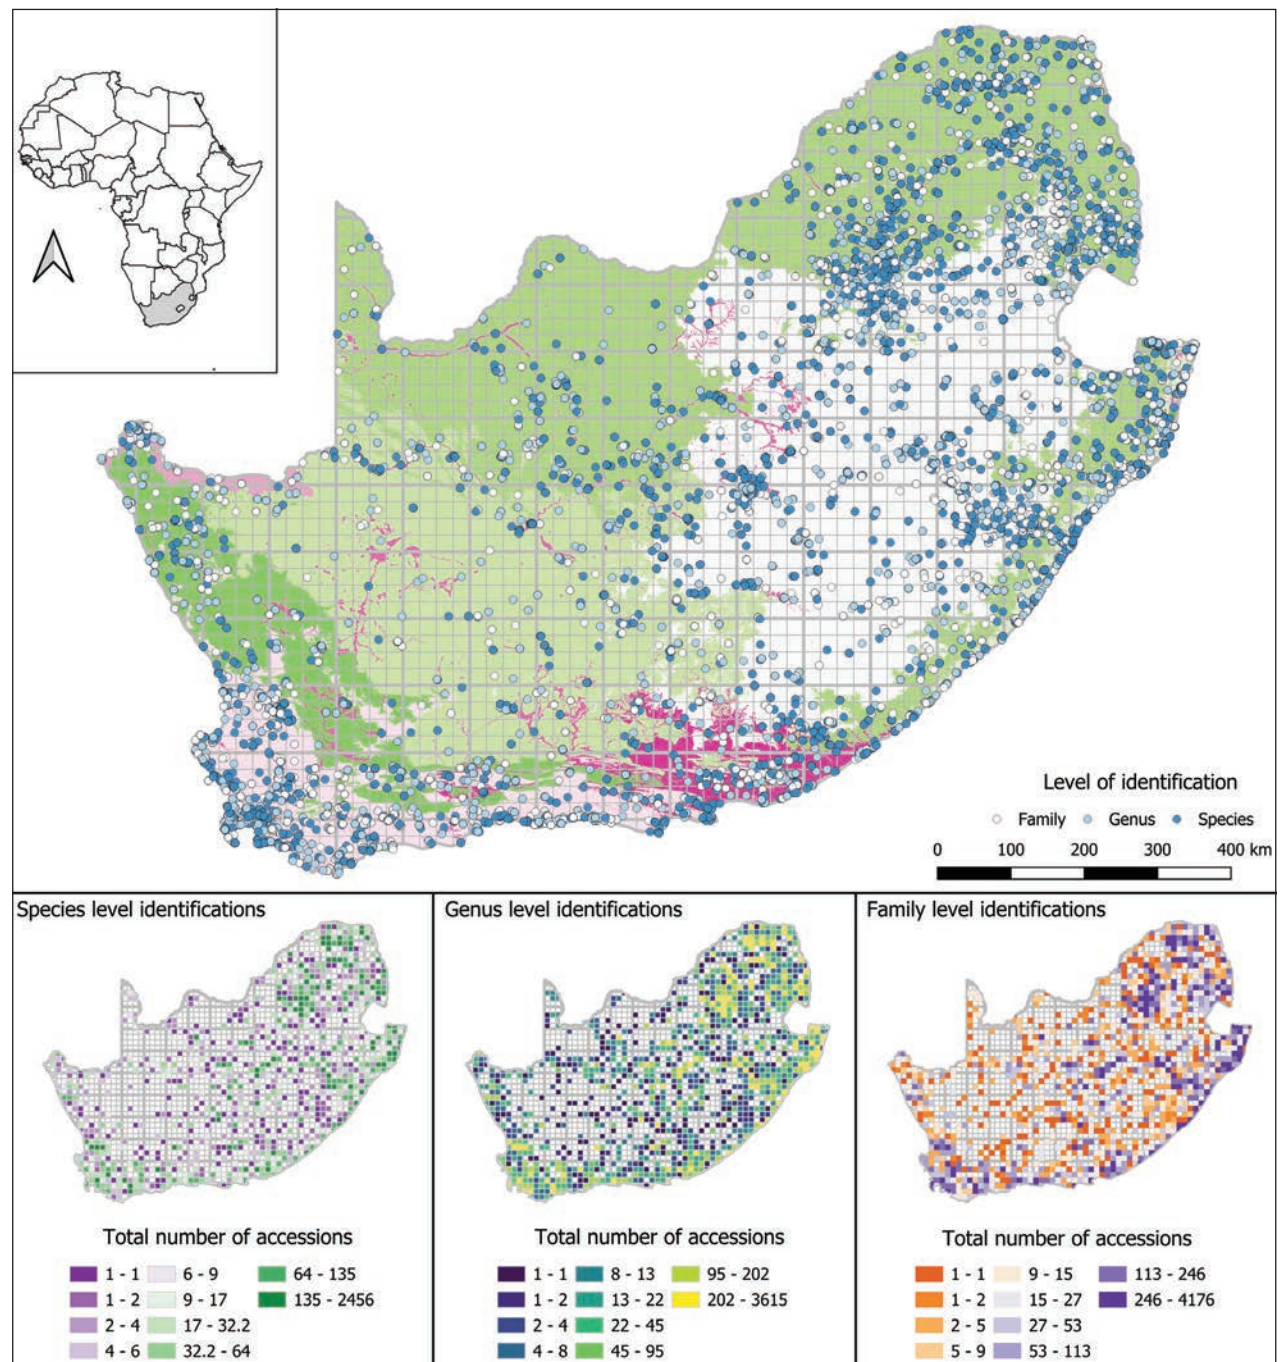 Level of identification
Family Genus Species
0 100 200 300 400 km
Species level identifications
Total number of accessions
1 - 1 6 - 9 64 - 135
1 - 2 9 - 17 135 - 2456
2 - 4 17 - 32.2
4 - 6 32.2 - 64
Genus level identifications
Total number of accessions
1 - 1 8 - 13 95 - 202
1 - 2 13 - 22 202 - 3615
2 - 4 22 - 45
4 - 8 45 - 95
Family level identifications
Total number of accessions
1 - 1 9 - 15 113 - 246
1 - 2 15 - 27 246 - 4176
2 - 5 27 - 53
5 - 9 53 - 113